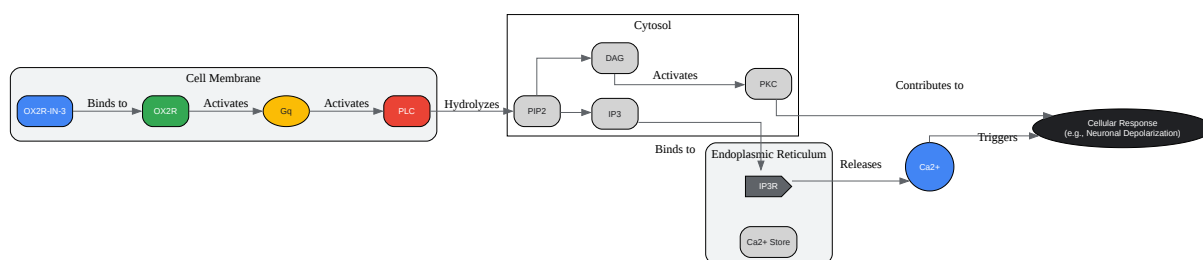 Cytosol
DAG
Cell Membrane
Activates
PKC
Contributes to
OX2R-IN-3
Binds to
OX2R
Activates
Gq
Activates
PLC
Hydrolyzes
PIP2
IP3
Cellular Response
(e.g., Neuronal Depolarization)
Triggers
Binds to
Endoplasmic Reticulum
Releases
Ca2+
IP3R
Ca2+ Store